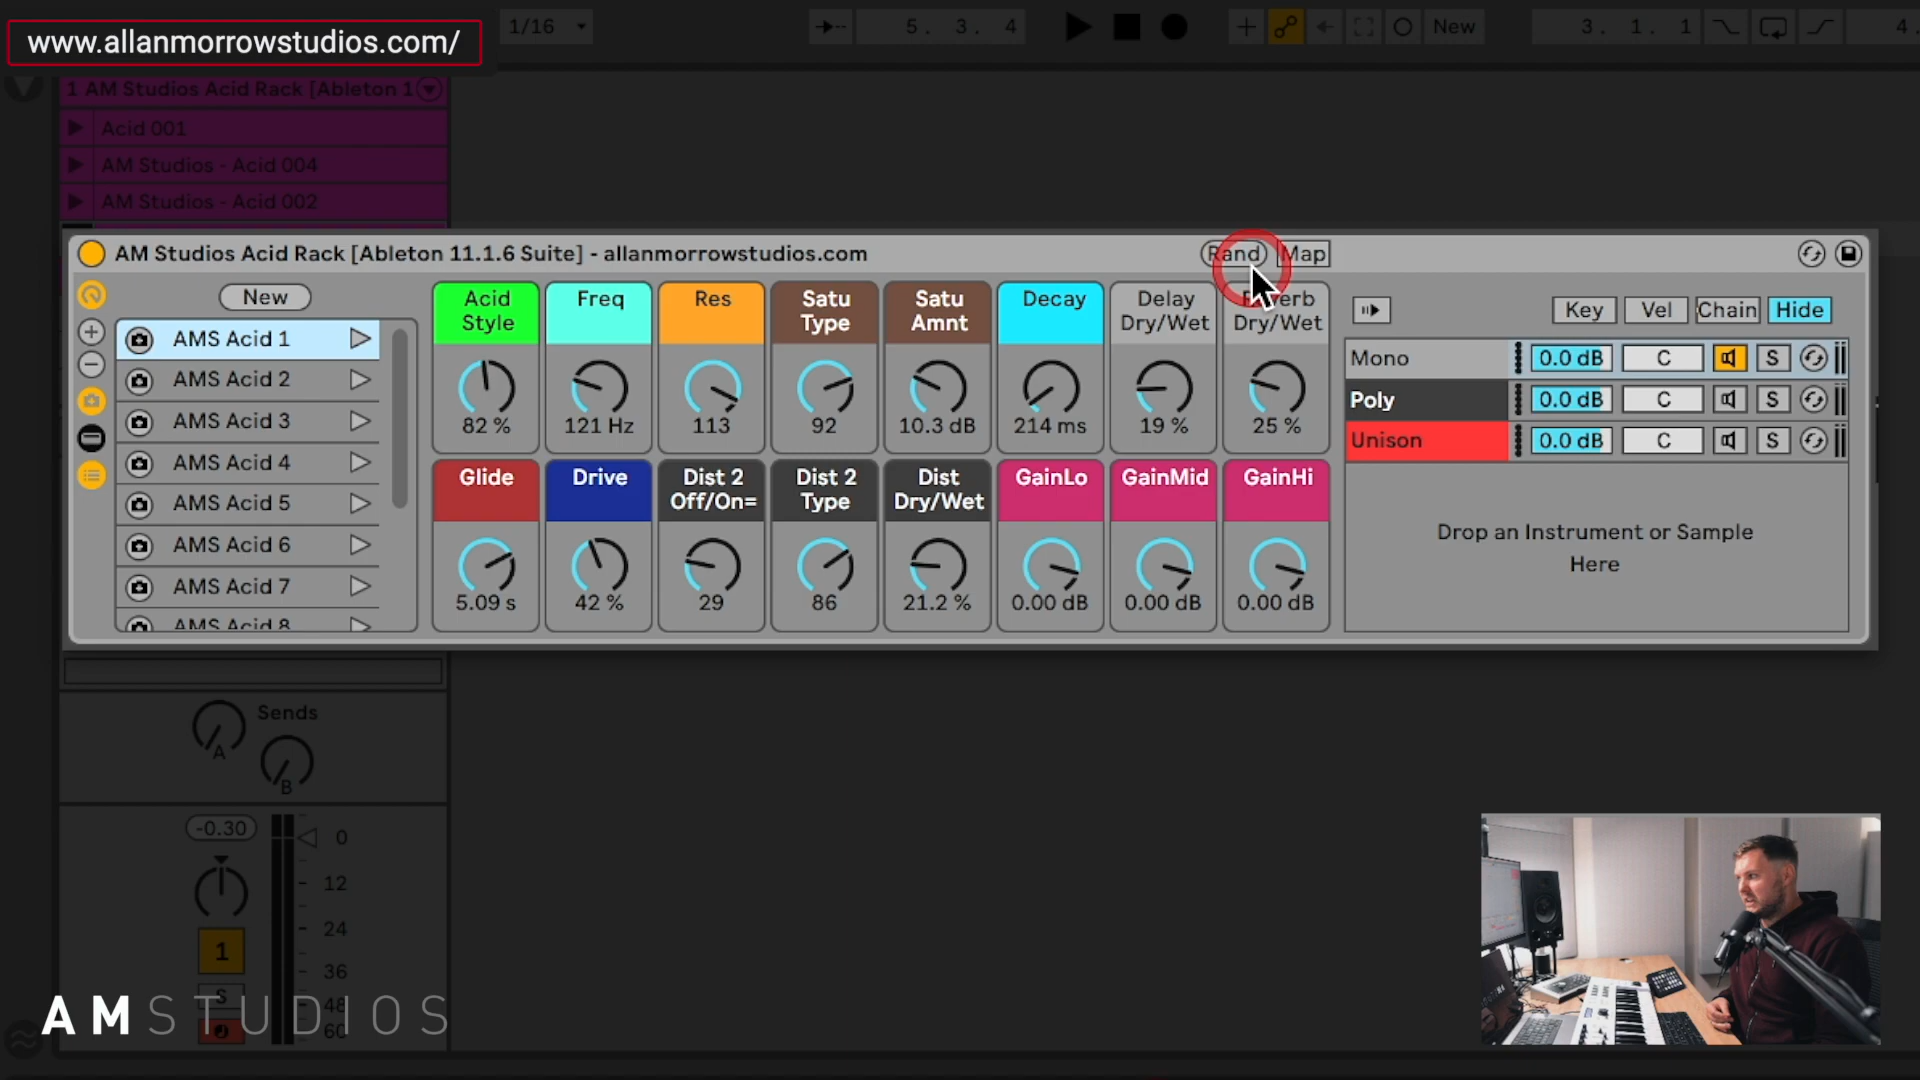 www.allanmorrowstudios.com/
1/16
5. 3. 4
New
3. 1. 1
4.
1 AM Studios Acid Rack [Ableton 1
Acid 001
AM Studios - Acid 004
AM Studios - Acid 002
AM Studios Acid Rack [Ableton 11.1.6 Suite] - allanmorrowstudios.com
Rand Map
New
AMS Acid 1
AMS Acid 2
AMS Acid 3
AMS Acid 4
AMS Acid 5
AMS Acid 6
AMS Acid 7
AMS Acid 8
Acid Style
82 %
Freq
121 Hz
Res
113
Satu Type
92
Satu Amnt
10.3 dB
Decay
214 ms
Delay Dry/Wet
19 %
Reverb Dry/Wet
25 %
Glide
5.09 s
Drive
42 %
Dist 2 Off/On=
29
Dist 2 Type
86
Dist Dry/Wet
21.2 %
GainLo
0.00 dB
GainMid
0.00 dB
GainHi
0.00 dB
Key Vel Chain Hide
Mono 0.0 dB C S
Poly 0.0 dB C S
Unison 0.0 dB C S
Drop an Instrument or Sample
Here
Sends
A
B
-0.30
0
12
24
36
48
60
1
S
AMSTUDIOS